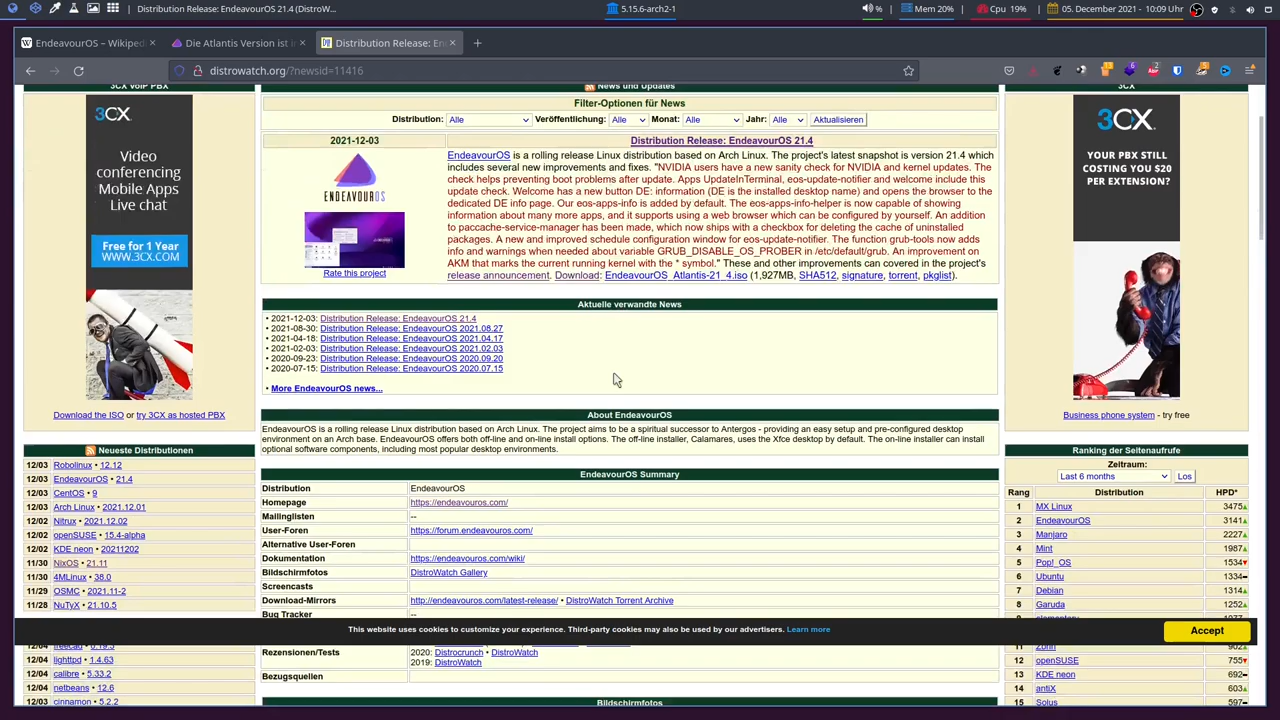 5.15.6-arch2-1
%
Mem 20%
Cpu 19%
05. December 2021 - 10:09 Uhr
Distribution Release: EndeavourOS 21.4 (DistroW...
EndeavourOS – Wikiped
Die Atlantis Version ist in
Distribution Release: En
distrowatch.org/?newsid=11416
3CX VoIP PBX
3CX
Video
conferencing
Mobile Apps
Live chat
Free for 1 Year
WWW.3CX.COM
Download the ISO or try 3CX as hosted PBX
Neueste Distributionen
12/03 Robolinux • 12.12
12/03 EndeavourOS • 21.4
12/03 CentOS • 9
12/03 Arch Linux • 2021.12.01
12/02 Nitrux • 2021.12.02
12/02 openSUSE • 15.4-alpha
12/02 KDE neon • 20211202
11/30 NixOS • 21.11
11/30 4MLinux • 38.0
11/29 OSMC • 2021.11-2
11/28 NuTyX • 21.10.5
12/04 freecad • 0.19.3
12/04 lighttpd • 1.4.63
12/04 calibre • 5.33.2
12/04 netbeans • 12.6
12/03 cinnamon • 5.2.2
News und Updates
Filter-Optionen für News
Distribution: Alle Veröffentlichung: Alle Monat: Alle Jahr: Alle Aktualisieren
2021-12-03
ENDEAVOUROS
Rate this project
Distribution Release: EndeavourOS 21.4
EndeavourOS is a rolling release Linux distribution based on Arch Linux. The project's latest snapshot is version 21.4 which
includes several new improvements and fixes. "NVIDIA users have a new sanity check for NVIDIA and kernel updates. The
check helps preventing boot problems after update. Apps UpdateInTerminal, eos-update-notifier and welcome include this
update check. Welcome has a new button DE: information (DE is the installed desktop name) and opens the browser to the
dedicated DE info page. Our eos-apps-info is added by default. The eos-apps-info-helper is now capable of showing
information about many more apps, and it supports using a web browser which can be configured by yourself. An addition
to paccache-service-manager has been made, which now ships with a checkbox for deleting the cache of uninstalled
packages. A new and improved schedule configuration window for eos-update-notifier. The function grub-tools now adds
info and warnings when needed about variable GRUB_DISABLE_OS_PROBER in /etc/default/grub. An improvement on
AKM that marks the current running kernel with the * symbol." These and other improvements can covered in the project's
release announcement. Download: EndeavourOS_Atlantis-21_4.iso (1,927MB, SHA512, signature, torrent, pkglist).
Aktuelle verwandte News
• 2021-12-03: Distribution Release: EndeavourOS 21.4
• 2021-08-30: Distribution Release: EndeavourOS 2021.08.27
• 2021-04-18: Distribution Release: EndeavourOS 2021.04.17
• 2021-02-03: Distribution Release: EndeavourOS 2021.02.03
• 2020-09-23: Distribution Release: EndeavourOS 2020.09.20
• 2020-07-15: Distribution Release: EndeavourOS 2020.07.15
• More EndeavourOS news...
About EndeavourOS
EndeavourOS is a rolling release Linux distribution based on Arch Linux. The project aims to be a spiritual successor to Antergos - providing an easy setup and pre-configured desktop
environment on an Arch base. EndeavourOS offers both off-line and on-line install options. The off-line installer, Calamares, uses the Xfce desktop by default. The on-line installer can install
optional software components, including most popular desktop environments.
EndeavourOS Summary
Distribution EndeavourOS
Homepage https://endeavouros.com/
Mailinglisten --
User-Foren https://forum.endeavouros.com/
Alternative User-Foren
Dokumentation https://endeavouros.com/wiki/
Bildschirmfotos DistroWatch Gallery
Screencasts
Download-Mirrors http://endeavouros.com/latest-release/ • DistroWatch Torrent Archive
Bug Tracker --
Rezensionen/Tests 2020: Distrocrunch • DistroWatch
2019: DistroWatch
Bezugsquellen
Bildschirmfotos
3CX
3CX
YOUR PBX STILL
COSTING YOU $20
PER EXTENSION?
Business phone system - try free
Ranking der Seitenaufrufe
Zeitraum:
Last 6 months Los
Rang Distribution HPD*
1 MX Linux 3475
2 EndeavourOS 3141
3 Manjaro 2227
4 Mint 1987
5 Pop!_OS 1534
6 Ubuntu 1334
7 Debian 1314
8 Garuda 1252
11 Zorin 902
12 openSUSE 755
13 KDE neon 692
14 antiX 603
15 Solus 597
This website uses cookies to customize your experience. Third-party cookies may also be used by our advertisers. Learn more
Accept